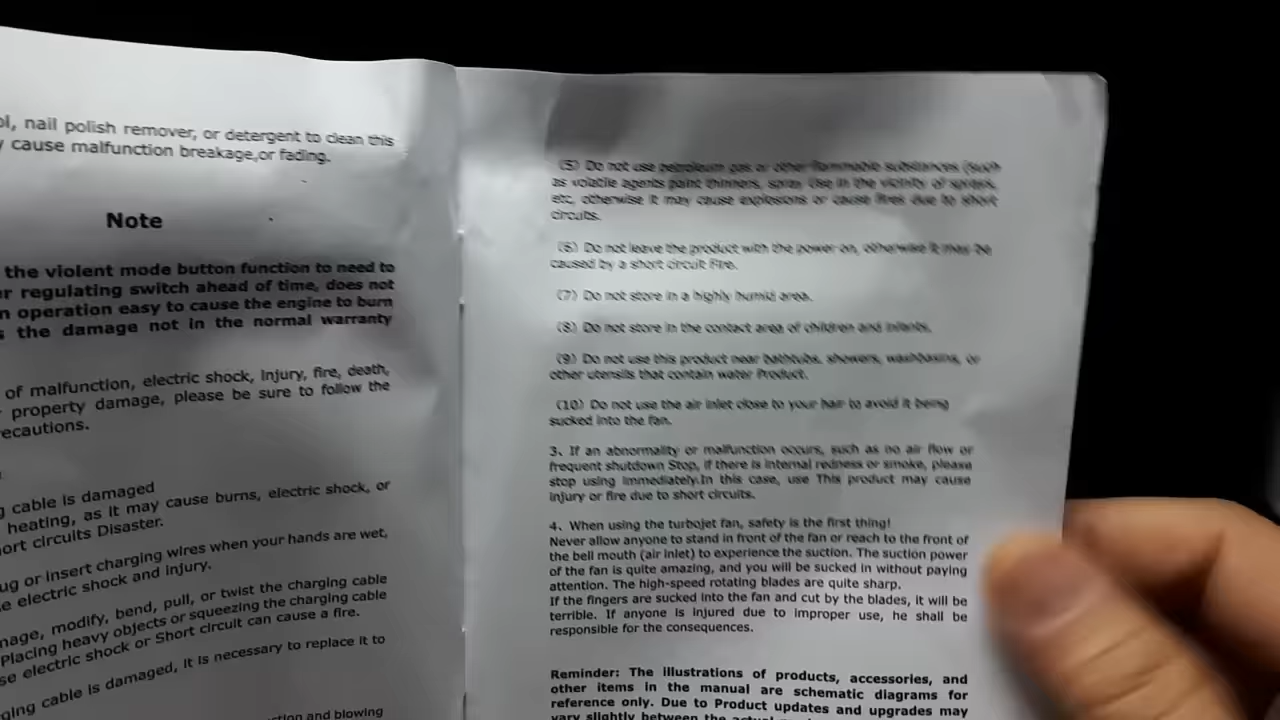 ol, nail polish remover, or detergent to clean this
cause malfunction breakage,or fading.
Note
the violent mode button function to need to
regulating switch ahead of time, does not
operation easy to cause the engine to burn
the damage not in the normal warranty
of malfunction, electric shock, injury, fire, death,
property damage, please be sure to follow the
ecautions.
cable is damaged
heating, as it may cause burns, electric shock, or
ort circuits Disaster.
ug or insert charging wires when your hands are wet,
e electric shock and injury.
mage, modify, bend, pull, or twist the charging cable
Placing heavy objects or squeezing the charging cable
se electric shock or Short circuit can cause a fire.
ging cable is damaged, it is necessary to replace it to
ction and blowing
(5) Do not use petroleum gas or other flammable substances (such
as volatile agents paint thinners, spray Use in the vicinity of sprays,
etc, otherwise it may cause explosions or cause fires due to short
circuits.
(6) Do not leave the product with the power on, otherwise it may be
caused by a short circuit Fire.
(7) Do not store in a highly humid area.
(8) Do not store in the contact area of children and infants.
(9) Do not use this product near bathtubs, showers, washbasins, or
other utensils that contain water Product.
(10) Do not use the air inlet close to your hair to avoid it being
sucked into the fan.
3、If an abnormality or malfunction occurs, such as no air flow or
frequent shutdown Stop, if there is internal redness or smoke, please
stop using immediately.In this case, use This product may cause
injury or fire due to short circuits.
4、When using the turbojet fan, safety is the first thing!
Never allow anyone to stand in front of the fan or reach to the front of
the bell mouth (air inlet) to experience the suction. The suction power
of the fan is quite amazing, and you will be sucked in without paying
attention. The high-speed rotating blades are quite sharp.
If the fingers are sucked into the fan and cut by the blades, it will be
terrible. If anyone is injured due to improper use, he shall be
responsible for the consequences.
Reminder: The illustrations of products, accessories, and
other items in the manual are schematic diagrams for
reference only. Due to Product updates and upgrades may
vary slightly between the actual